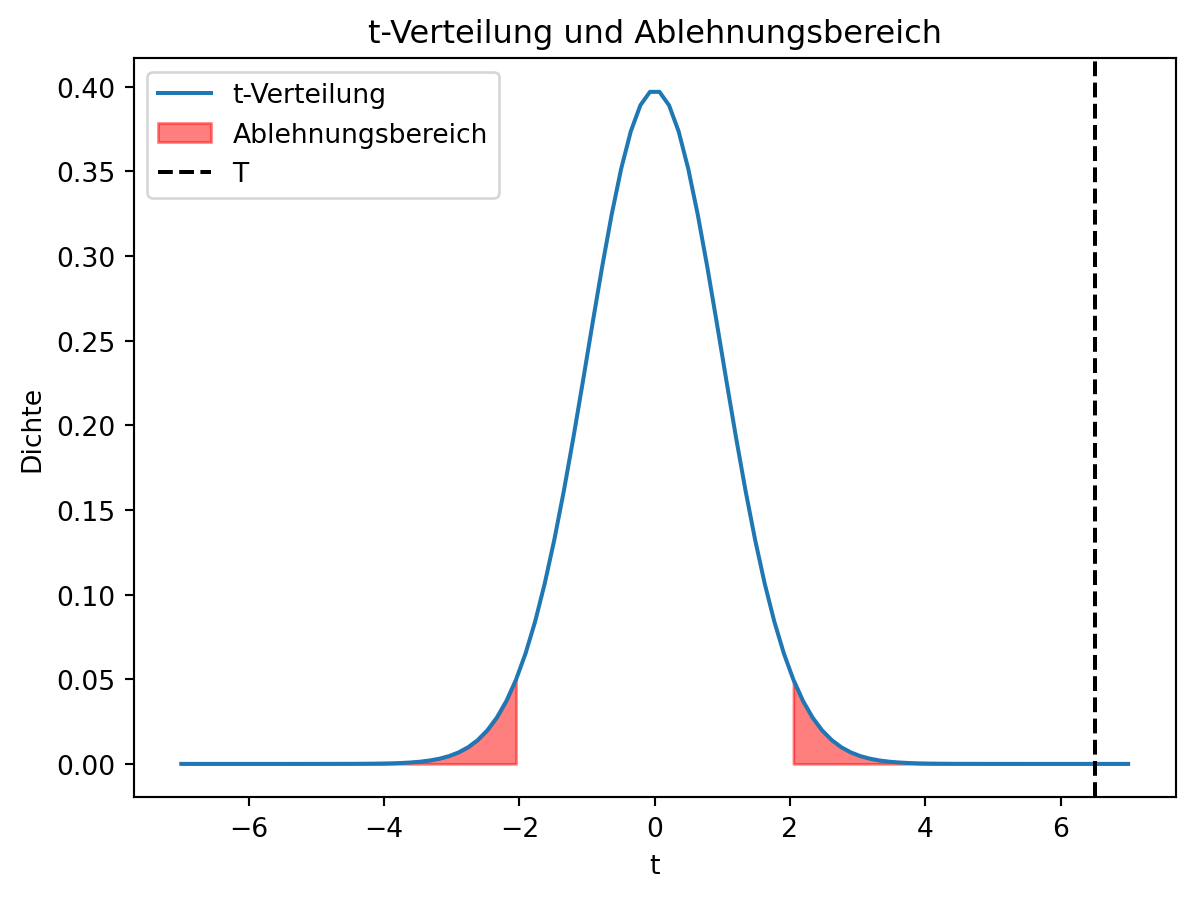 t-Verteilung und Ablehnungsbereich
t-Verteilung
Ablehnungsbereich
T
Dichte
0.40
0.35
0.30
0.25
0.20
0.15
0.10
0.05
0.00
−6
−4
−2
0
2
4
6
t